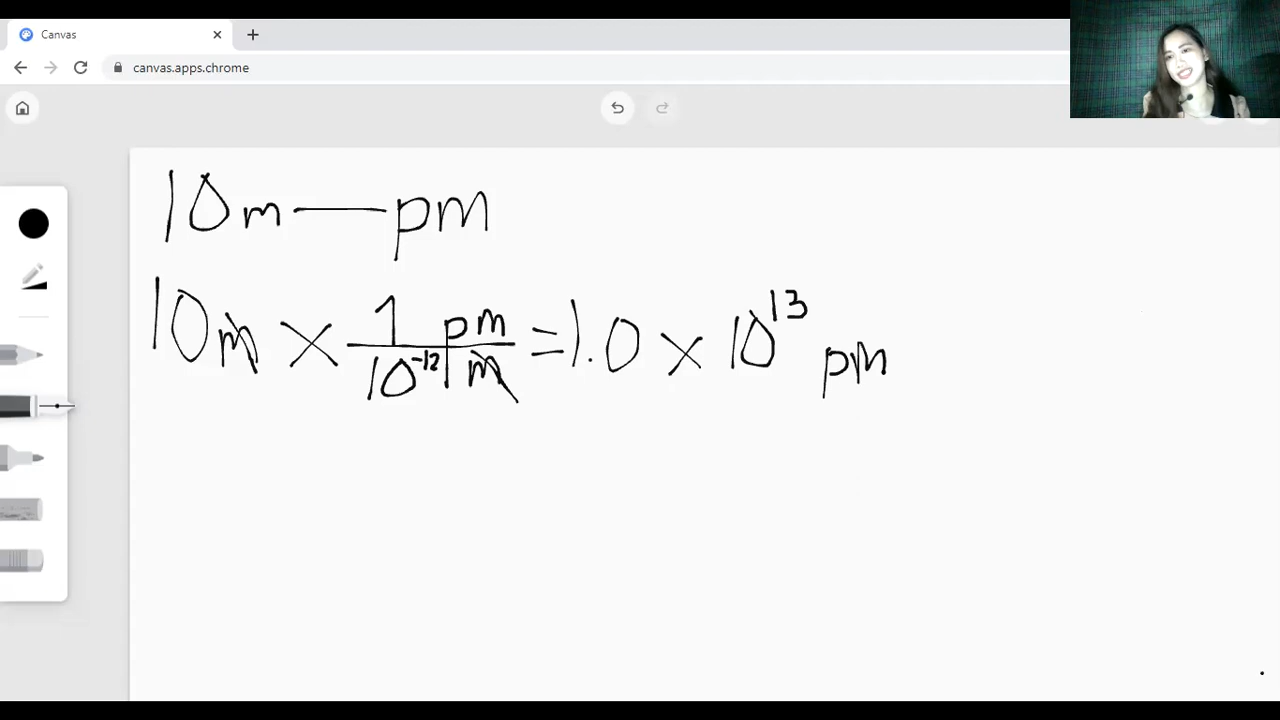 Canvas
canvas.apps.chrome
10m — pm
10m × 1 pm / 10⁻¹² m = 1.0 × 10¹³ pm